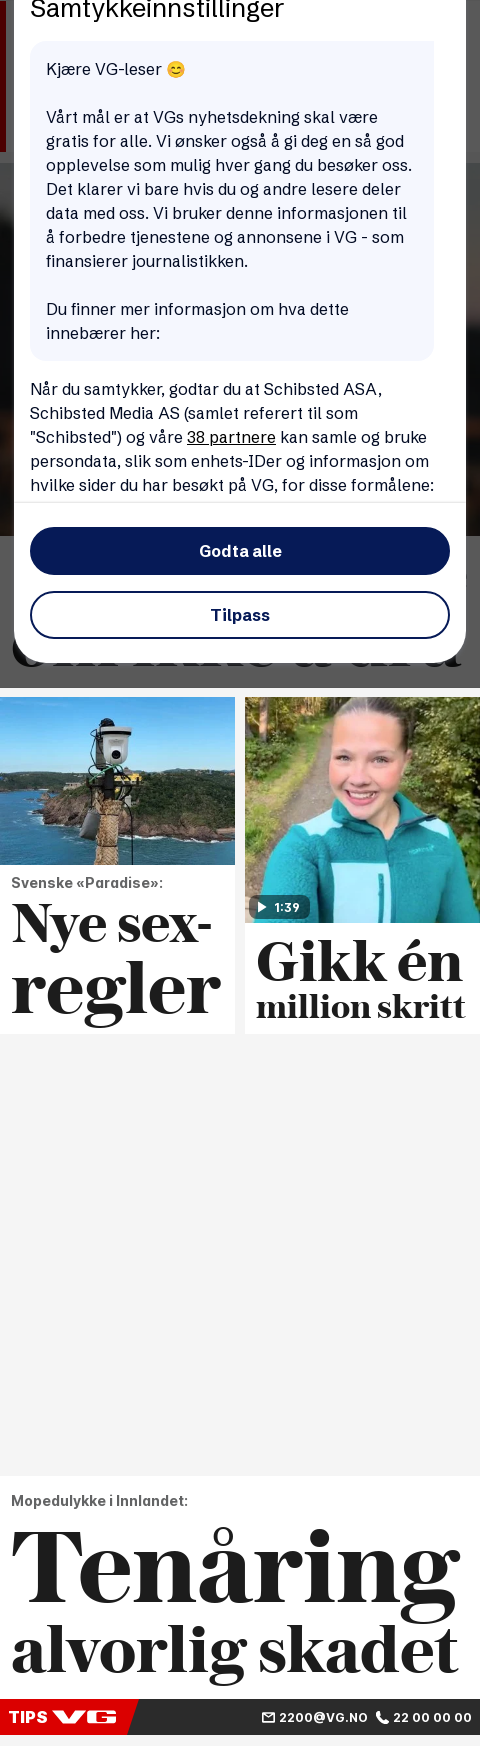 Samtykkeinnstillinger
Kjære VG-leser 😊
Vårt mål er at VGs nyhetsdekning skal være
gratis for alle. Vi ønsker også å gi deg en så god
opplevelse som mulig hver gang du besøker oss.
Det klarer vi bare hvis du og andre lesere deler
data med oss. Vi bruker denne informasjonen til
å forbedre tjenestene og annonsene i VG - som
finansierer journalistikken.
Du finner mer informasjon om hva dette
innebærer her:
Når du samtykker, godtar du at Schibsted ASA,
Schibsted Media AS (samlet referert til som
"Schibsted") og våre 38 partnere kan samle og bruke
persondata, slik som enhets-IDer og informasjon om
hvilke sider du har besøkt på VG, for disse formålene:
Godta alle
Tilpass
Svenske «Paradise»:
Nye sex-
regler
1:39
Gikk én
million skritt
Mopedulykke i Innlandet:
Tenåring
alvorlig skadet
TIPS VG
2200@VG.NO 22 00 00 00